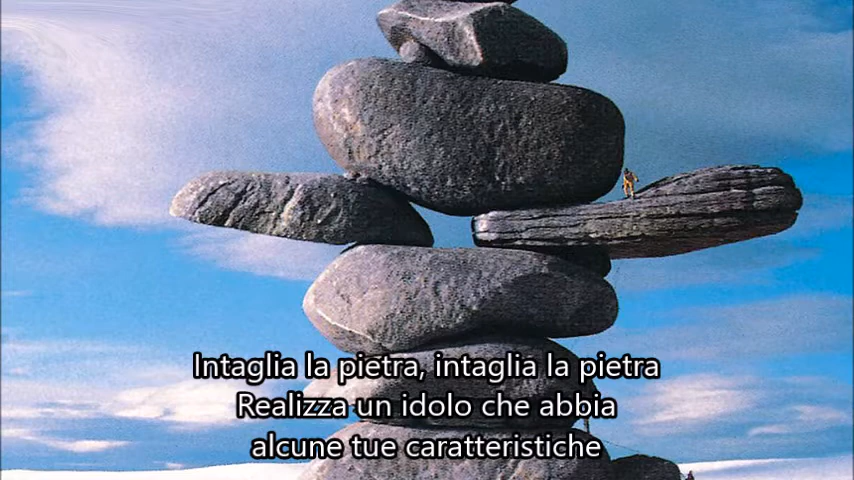 Intaglia la pietra, intaglia la pietra
Realizza un idolo che abbia
alcune tue caratteristiche